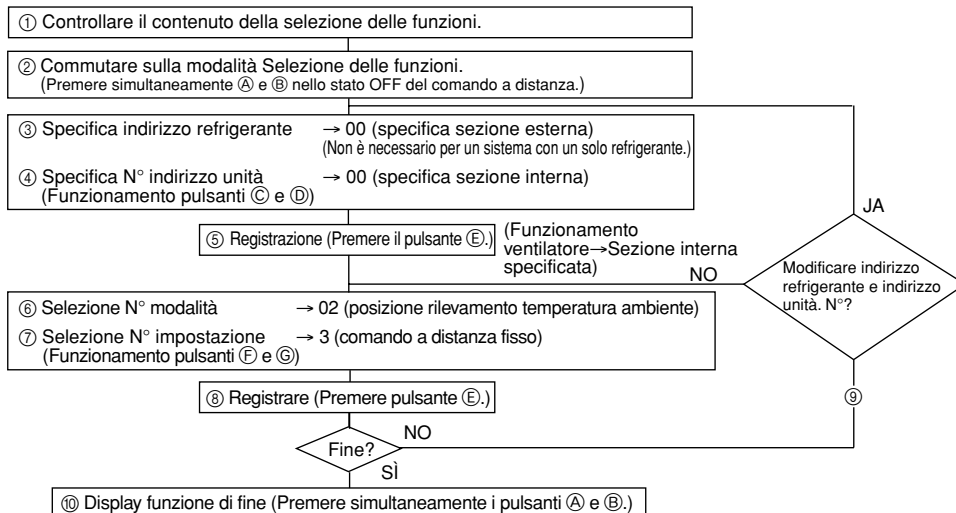 ① Controllare il contenuto della selezione delle funzioni.
② Commutare sulla modalità Selezione delle funzioni.
(Premere simultaneamente Ⓐ e Ⓑ nello stato OFF del comando a distanza.)
③ Specifica indirizzo refrigerante → 00 (specifica sezione esterna)
(Non è necessario per un sistema con un solo refrigerante.)
④ Specifica N° indirizzo unità → 00 (specifica sezione interna)
(Funzionamento pulsanti Ⓒ e Ⓓ)
JA
⑤ Registrazione (Premere il pulsante Ⓔ.)
(Funzionamento
ventilatore→Sezione interna
specificata)
NO
Modificare indirizzo
refrigerante e indirizzo
unità. N°?
⑥ Selezione N° modalità → 02 (posizione rilevamento temperatura ambiente)
⑦ Selezione N° impostazione → 3 (comando a distanza fisso)
(Funzionamento pulsanti Ⓕ e Ⓖ)
⑧ Registrare (Premere pulsante Ⓔ.)
⑨
NO
Fine?
SÌ
⑩ Display funzione di fine (Premere simultaneamente i pulsanti Ⓐ e Ⓑ.)